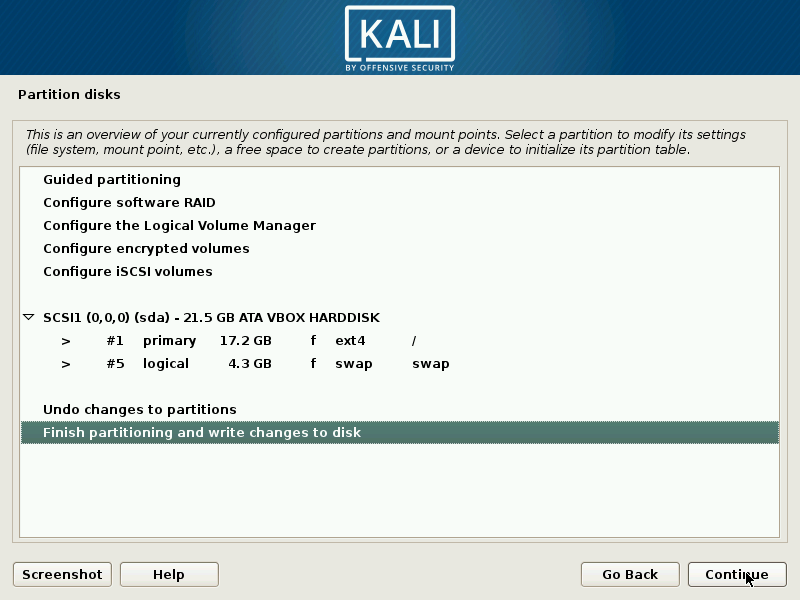 KALI
BY OFFENSIVE SECURITY
Partition disks
This is an overview of your currently configured partitions and mount points. Select a partition to modify its settings
(file system, mount point, etc.), a free space to create partitions, or a device to initialize its partition table.
Guided partitioning
Configure software RAID
Configure the Logical Volume Manager
Configure encrypted volumes
Configure iSCSI volumes
SCSI1 (0,0,0) (sda) - 21.5 GB ATA VBOX HARDDISK
> #1 primary 17.2 GB f ext4 /
> #5 logical 4.3 GB f swap swap
Undo changes to partitions
Finish partitioning and write changes to disk
Screenshot Help Go Back Continue